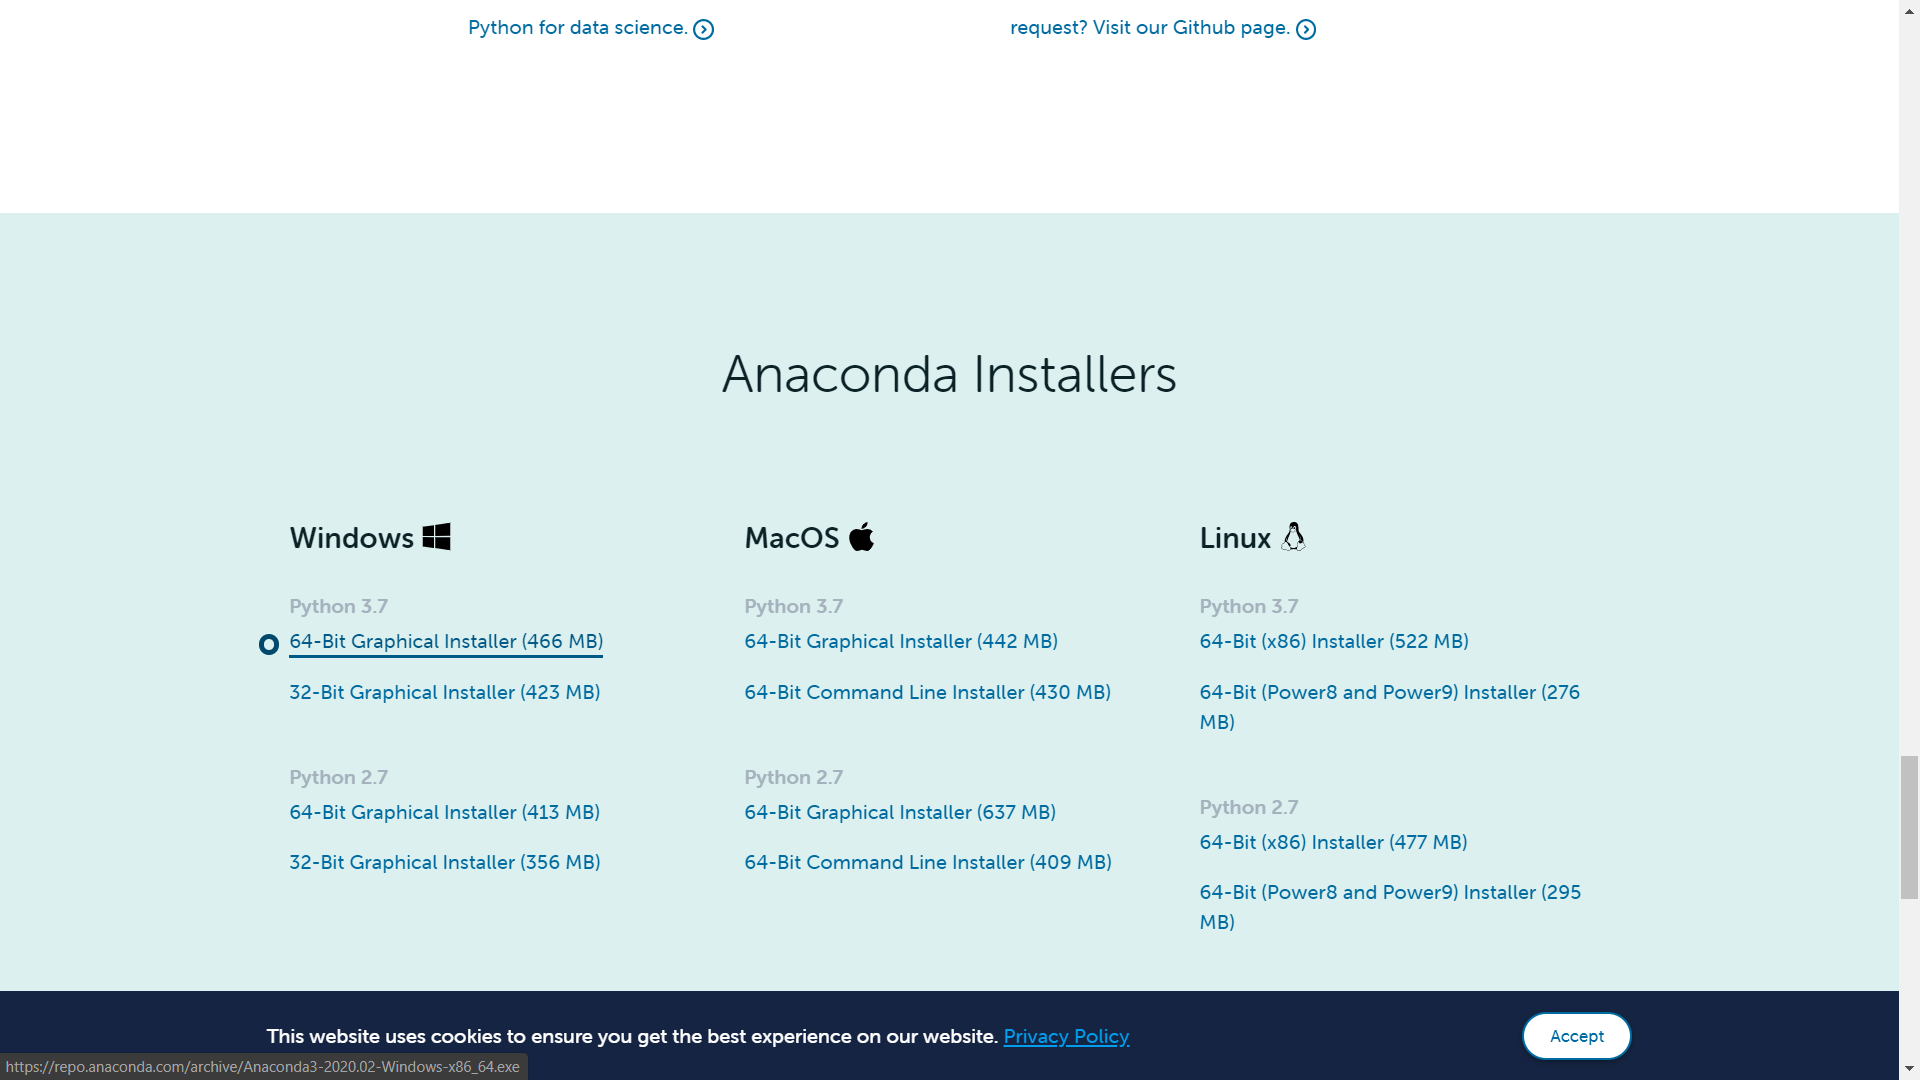 Python for data science.
request? Visit our Github page.
Anaconda Installers
Windows
Python 3.7
64-Bit Graphical Installer (466 MB)
32-Bit Graphical Installer (423 MB)
Python 2.7
64-Bit Graphical Installer (413 MB)
32-Bit Graphical Installer (356 MB)
MacOS
Python 3.7
64-Bit Graphical Installer (442 MB)
64-Bit Command Line Installer (430 MB)
Python 2.7
64-Bit Graphical Installer (637 MB)
64-Bit Command Line Installer (409 MB)
Linux
Python 3.7
64-Bit (x86) Installer (522 MB)
64-Bit (Power8 and Power9) Installer (276
MB)
Python 2.7
64-Bit (x86) Installer (477 MB)
64-Bit (Power8 and Power9) Installer (295
MB)
This website uses cookies to ensure you get the best experience on our website. Privacy Policy
Accept
https://repo.anaconda.com/archive/Anaconda3-2020.02-Windows-x86_64.exe